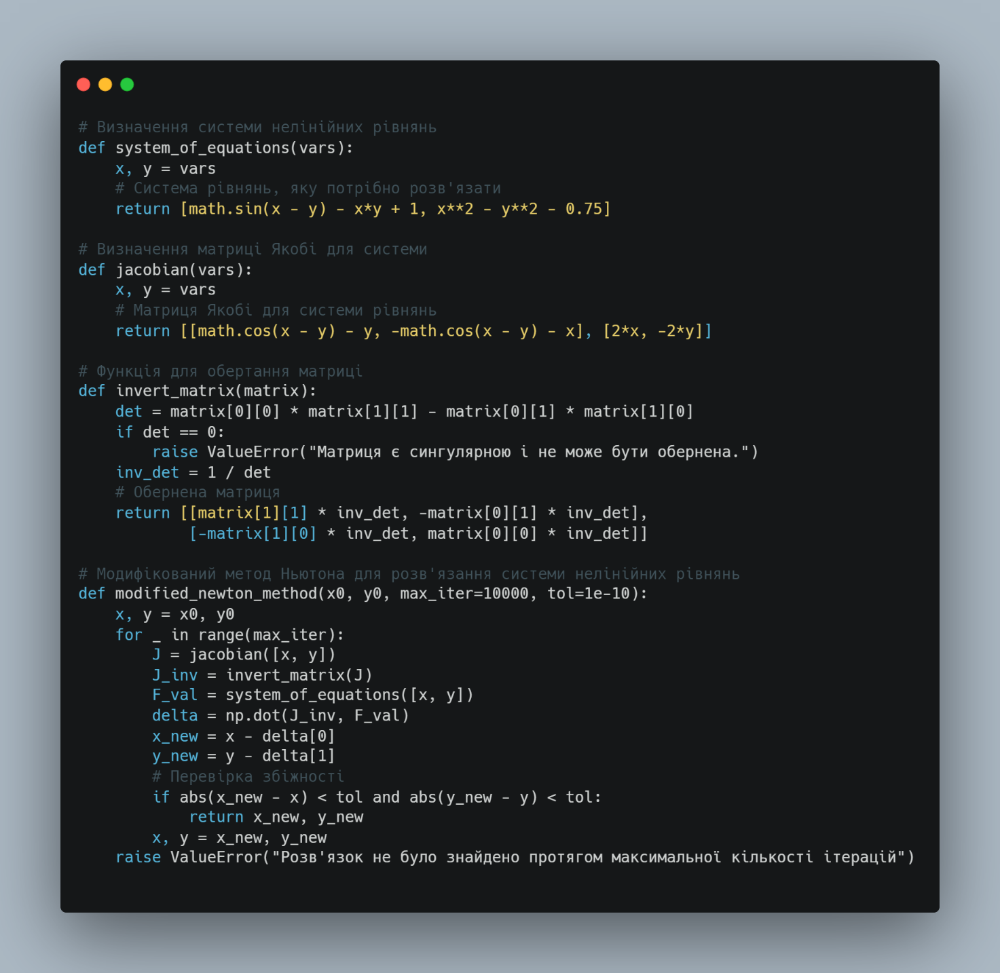 # Визначення системи нелінійних рівнянь
def system_of_equations(vars):
    x, y = vars
    # Система рівнянь, яку потрібно розв'язати
    return [math.sin(x - y) - x*y + 1, x**2 - y**2 - 0.75]

# Визначення матриці Якобі для системи
def jacobian(vars):
    x, y = vars
    # Матриця Якобі для системи рівнянь
    return [[math.cos(x - y) - y, -math.cos(x - y) - x], [2*x, -2*y]]

# Функція для обертання матриці
def invert_matrix(matrix):
    det = matrix[0][0] * matrix[1][1] - matrix[0][1] * matrix[1][0]
    if det == 0:
        raise ValueError("Матриця є сингулярною і не може бути обернена.")
    inv_det = 1 / det
    # Обернена матриця
    return [[matrix[1][1] * inv_det, -matrix[0][1] * inv_det],
            [-matrix[1][0] * inv_det, matrix[0][0] * inv_det]]

# Модифікований метод Ньютона для розв'язання системи нелінійних рівнянь
def modified_newton_method(x0, y0, max_iter=10000, tol=1e-10):
    x, y = x0, y0
    for _ in range(max_iter):
        J = jacobian([x, y])
        J_inv = invert_matrix(J)
        F_val = system_of_equations([x, y])
        delta = np.dot(J_inv, F_val)
        x_new = x - delta[0]
        y_new = y - delta[1]
        # Перевірка збіжності
        if abs(x_new - x) < tol and abs(y_new - y) < tol:
            return x_new, y_new
        x, y = x_new, y_new
    raise ValueError("Розв'язок не було знайдено протягом максимальної кількості ітерацій")